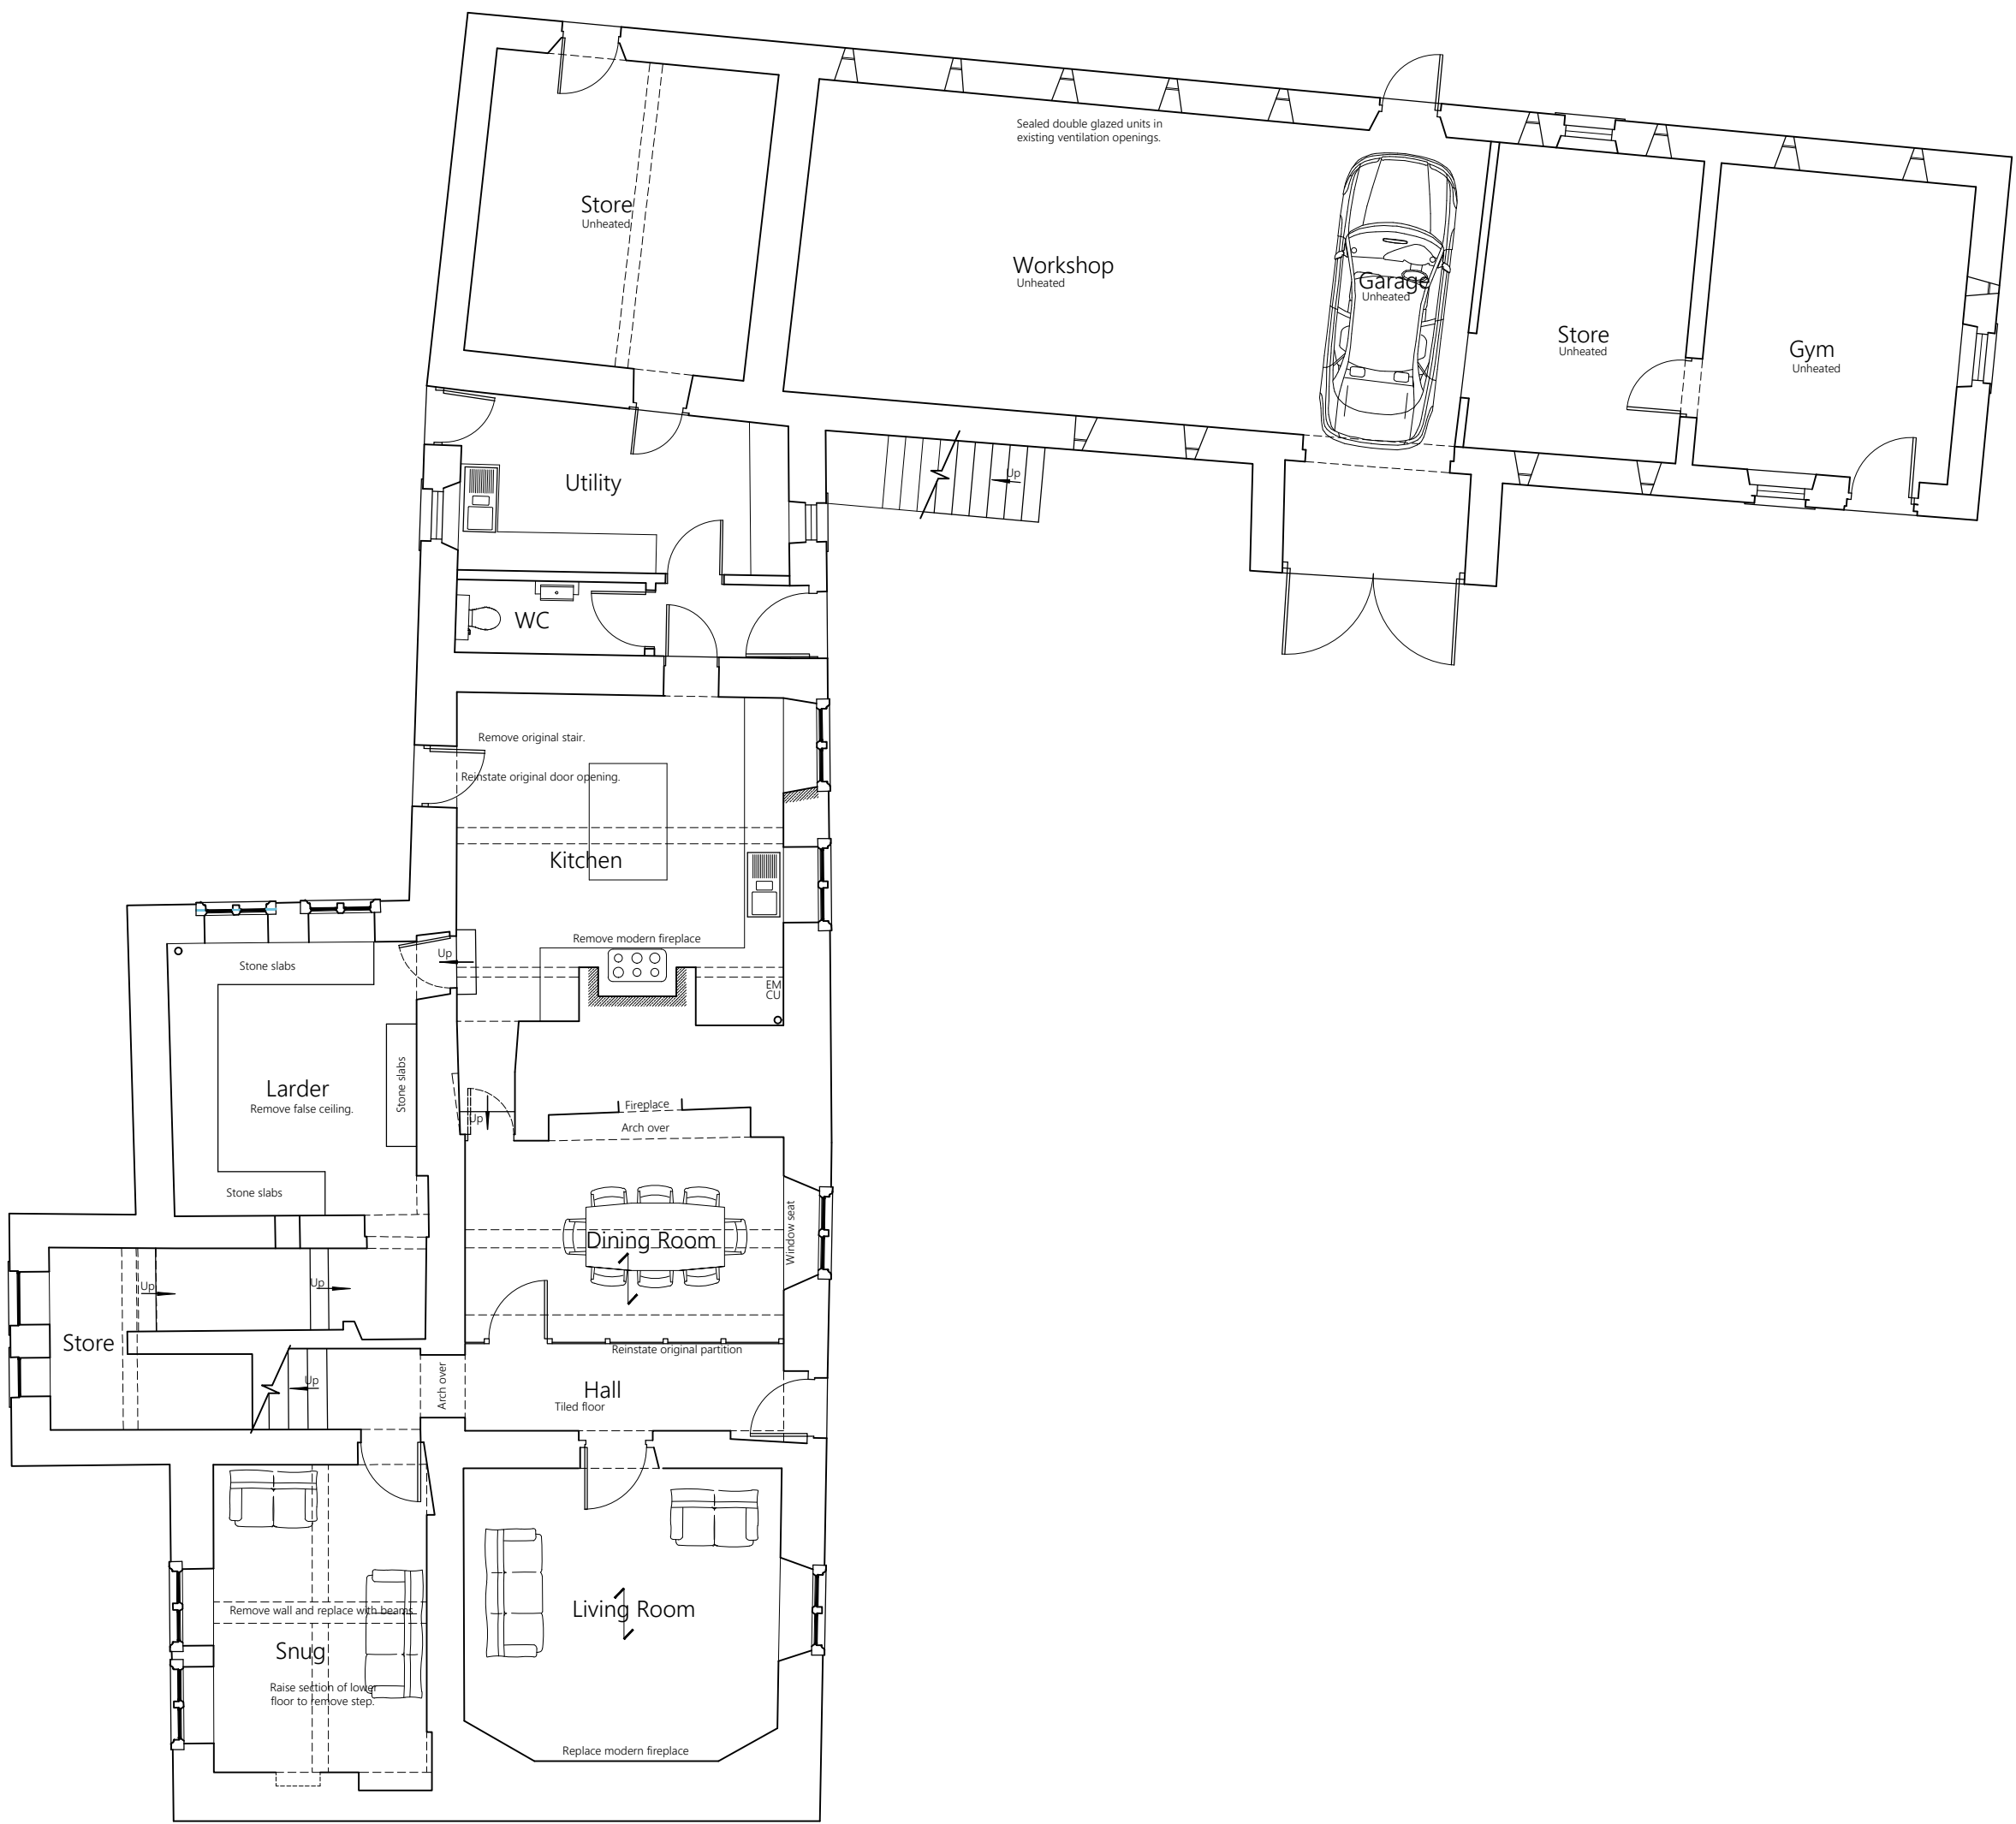 Sealed double glazed units in
existing ventilation openings.
Store
Unheated
Workshop
Unheated
Garage
Unheated
Store
Unheated
Gym
Unheated
Utility
Up
WC
Remove original stair.
Reinstate original door opening.
Kitchen
Remove modern fireplace
Up
Stone slabs
EM
CU
Larder
Remove false ceiling.
Stone slabs
Fireplace
Up
Arch over
Stone slabs
Dining Room
Window seat
Up
Up
Store
Reinstate original partition
Up
Arch over
Hall
Tiled floor
Remove wall and replace with beams.
Living Room
Snug
Raise section of lower
floor to remove step.
Replace modern fireplace